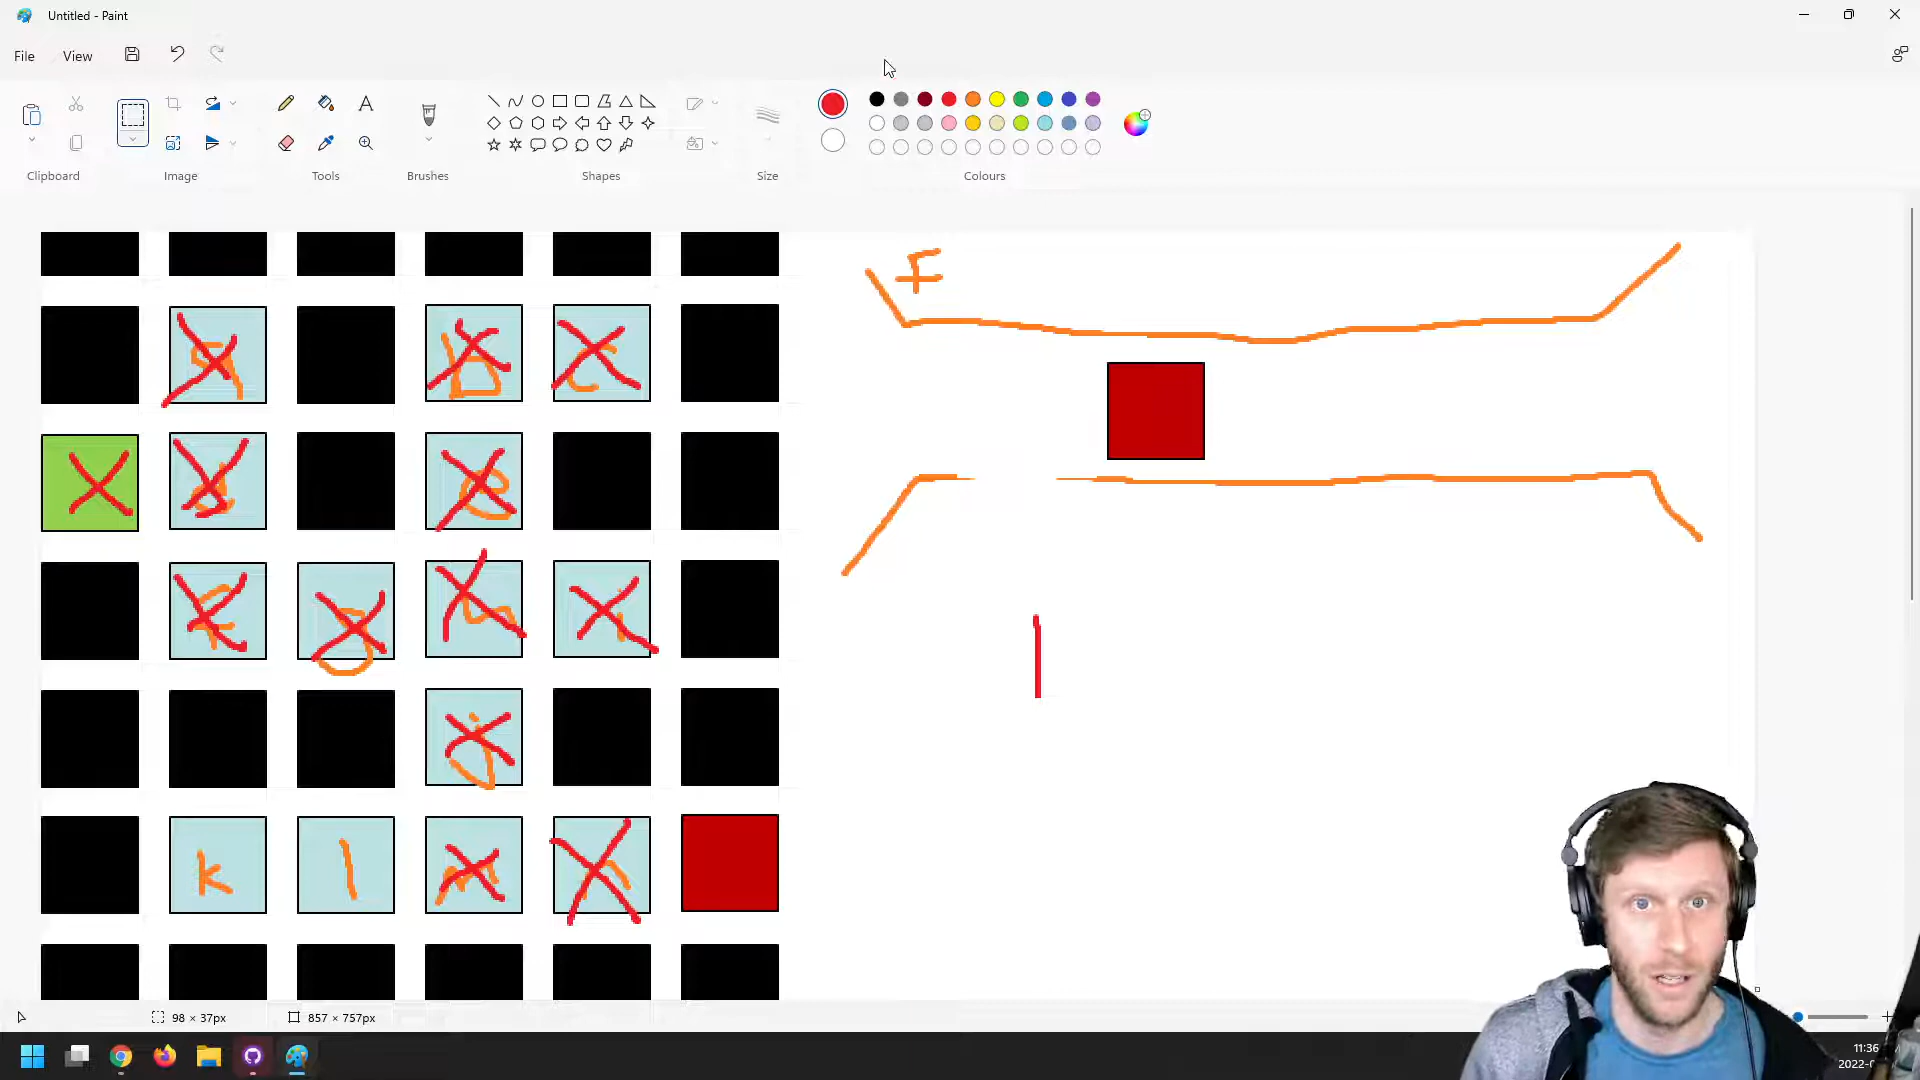 Untitled - Paint
File View
Clipboard Image Tools Brushes Shapes Size Colours
A
F
a b c
d e
f g h i
j
k l m n
98 × 37px 857 × 757px
11:36